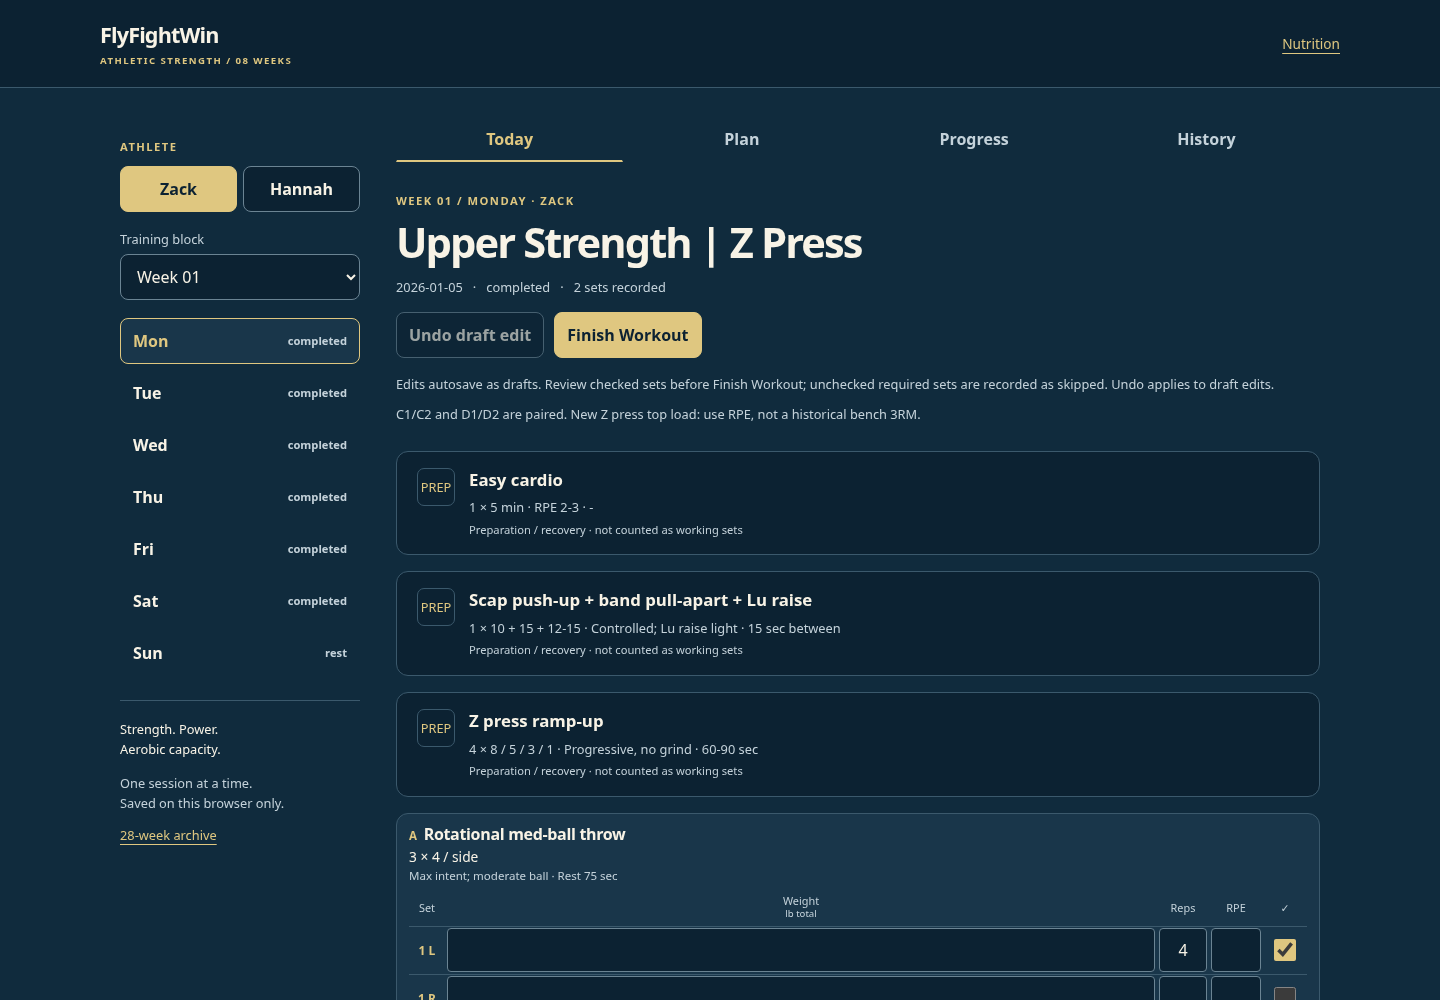 FlyFightWin
ATHLETIC STRENGTH / 08 WEEKS
Nutrition
ATHLETE
Zack
Hannah
Training block
Week 01
Mon completed
Tue completed
Wed completed
Thu completed
Fri completed
Sat completed
Sun rest
Strength. Power.
Aerobic capacity.
One session at a time.
Saved on this browser only.
28-week archive
Today Plan Progress History
WEEK 01 / MONDAY · ZACK
Upper Strength | Z Press
2026-01-05 · completed · 2 sets recorded
Undo draft edit
Finish Workout
Edits autosave as drafts. Review checked sets before Finish Workout; unchecked required sets are recorded as skipped. Undo applies to draft edits.
C1/C2 and D1/D2 are paired. New Z press top load: use RPE, not a historical bench 3RM.
PREP
Easy cardio
1 × 5 min · RPE 2-3 · -
Preparation / recovery · not counted as working sets
PREP
Scap push-up + band pull-apart + Lu raise
1 × 10 + 15 + 12-15 · Controlled; Lu raise light · 15 sec between
Preparation / recovery · not counted as working sets
PREP
Z press ramp-up
4 × 8 / 5 / 3 / 1 · Progressive, no grind · 60-90 sec
Preparation / recovery · not counted as working sets
A Rotational med-ball throw
3 × 4 / side
Max intent; moderate ball · Rest 75 sec
Set Weight lb total Reps RPE ✓
1 L 4
1 R